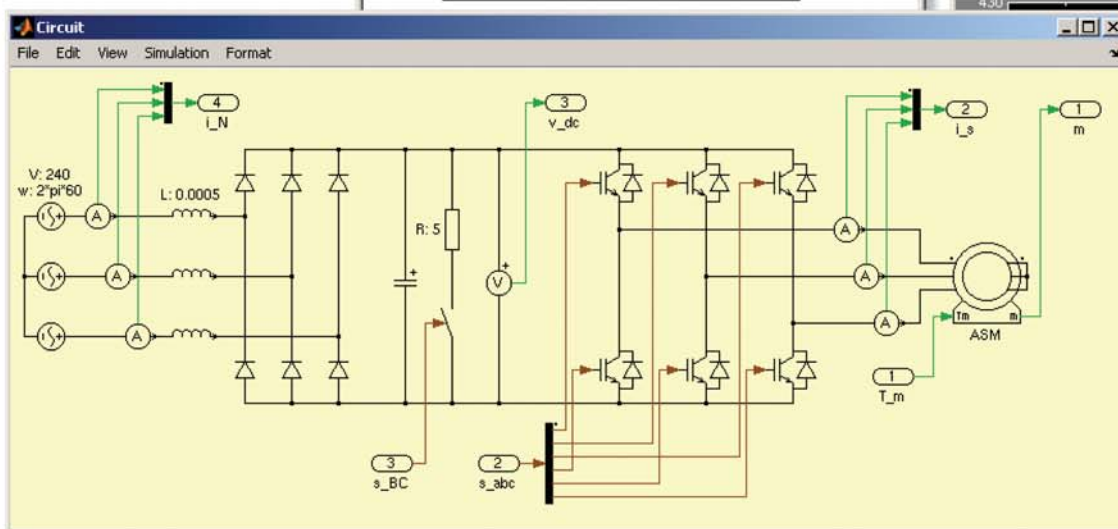 430
Circuit
File Edit View Simulation Format
4
i_N
3
v_dc
2
i_s
1
m
V: 240
w: 2*pi*60
L: 0.0005
A
A
A
R: 5
V
A
A
A
Tm m
ASM
1
T_m
3
s_BC
2
s_abc